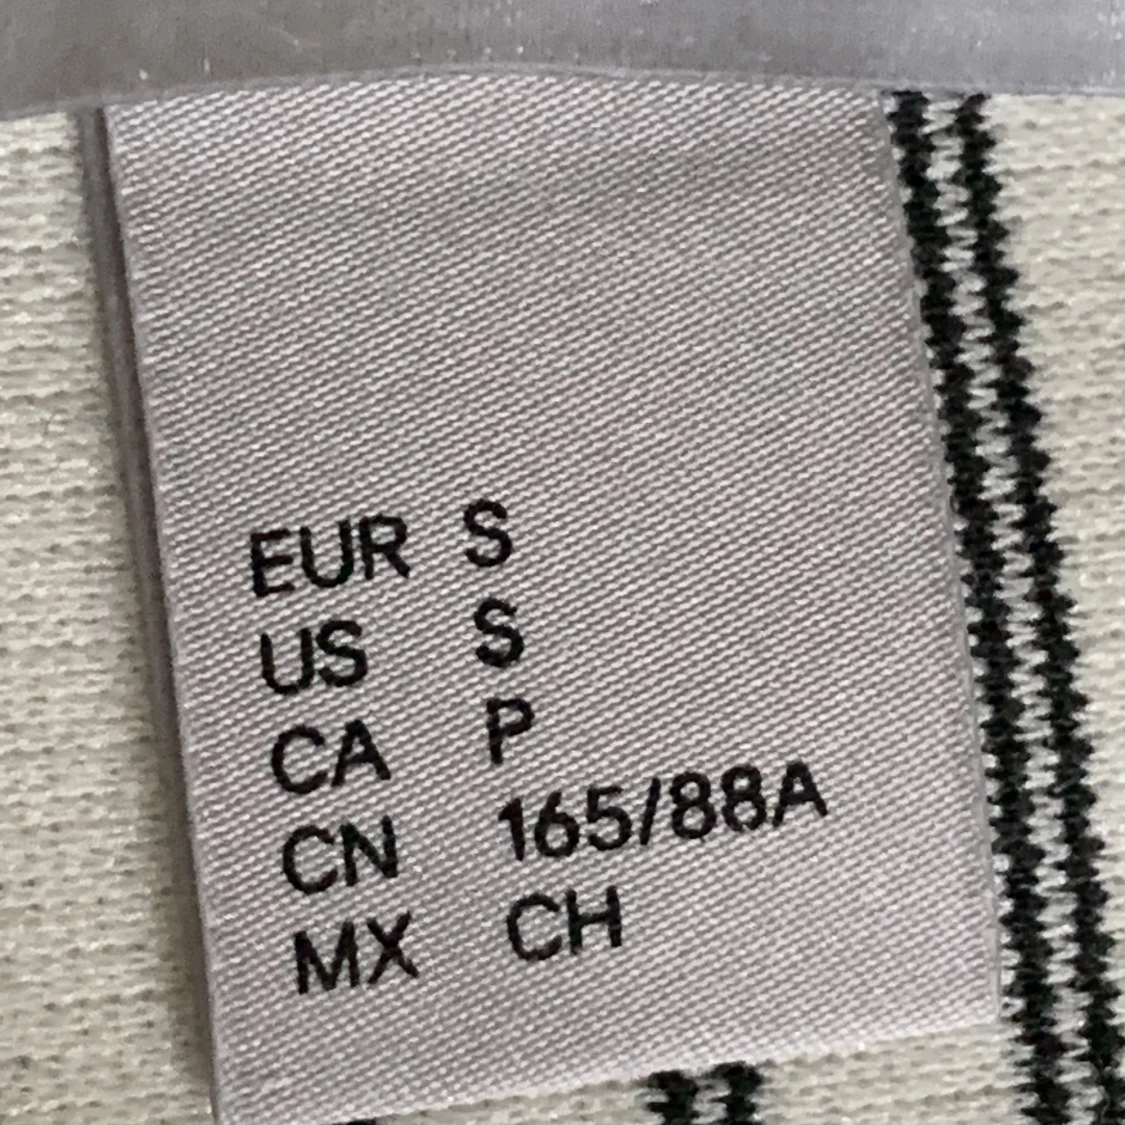 EUR S
US S
CA P
CN 165/88A
MX CH